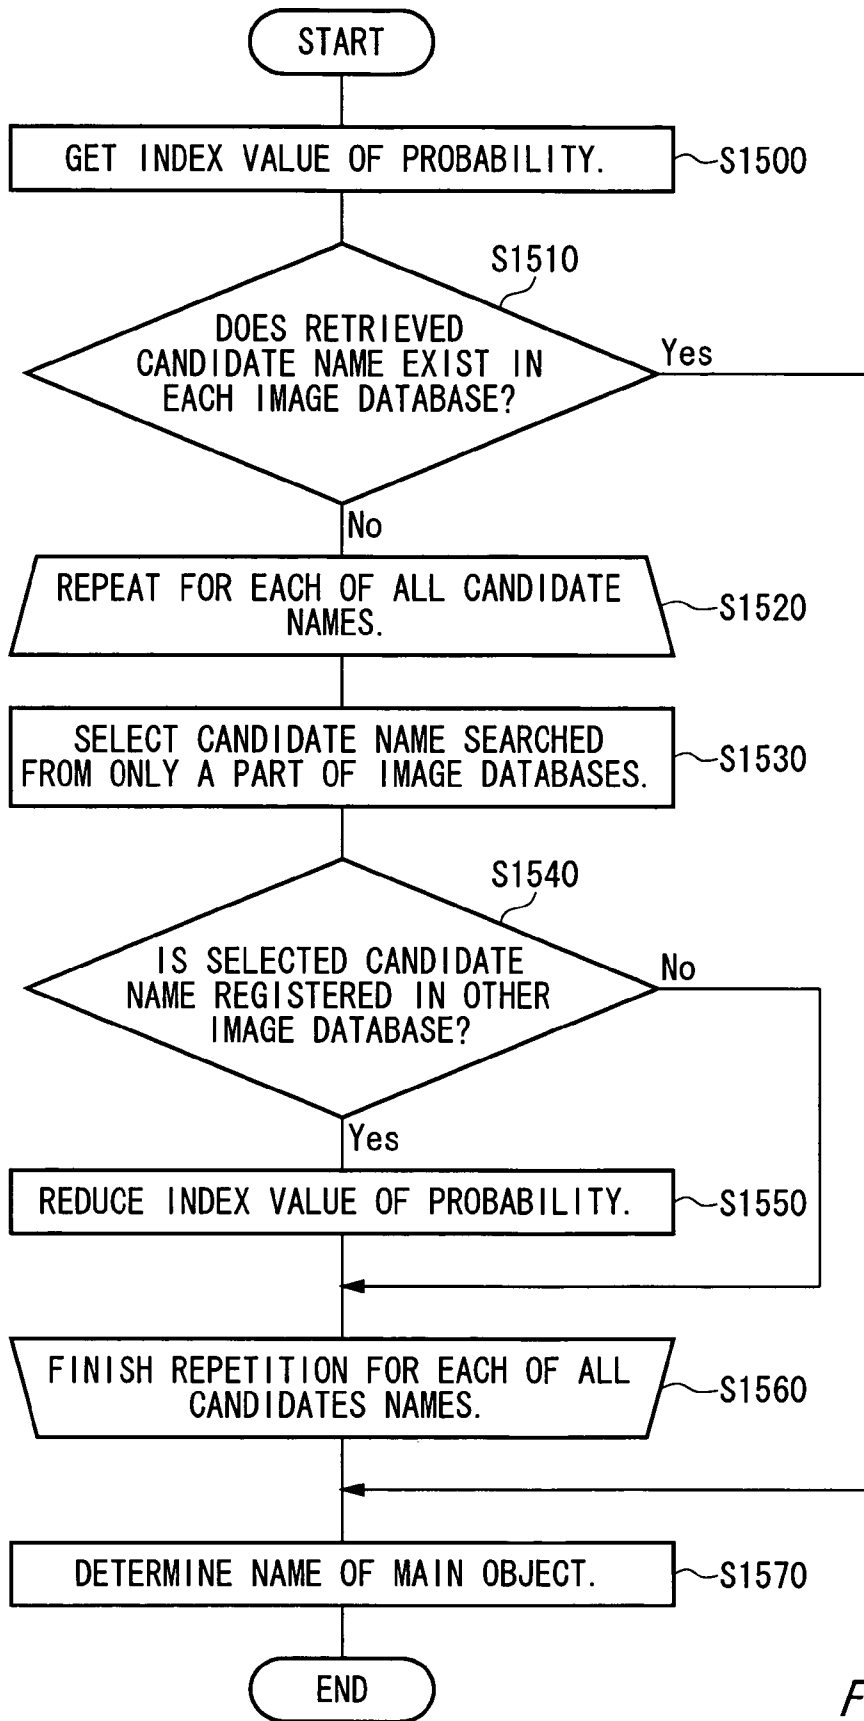 START
GET INDEX VALUE OF PROBABILITY.
S1500
S1510
DOES RETRIEVED
CANDIDATE NAME EXIST IN
EACH IMAGE DATABASE?
Yes
No
REPEAT FOR EACH OF ALL CANDIDATE
NAMES.
S1520
SELECT CANDIDATE NAME SEARCHED
FROM ONLY A PART OF IMAGE DATABASES.
S1530
S1540
IS SELECTED CANDIDATE
NAME REGISTERED IN OTHER
IMAGE DATABASE?
No
Yes
REDUCE INDEX VALUE OF PROBABILITY.
S1550
FINISH REPETITION FOR EACH OF ALL
CANDIDATES NAMES.
S1560
DETERMINE NAME OF MAIN OBJECT.
S1570
END
F